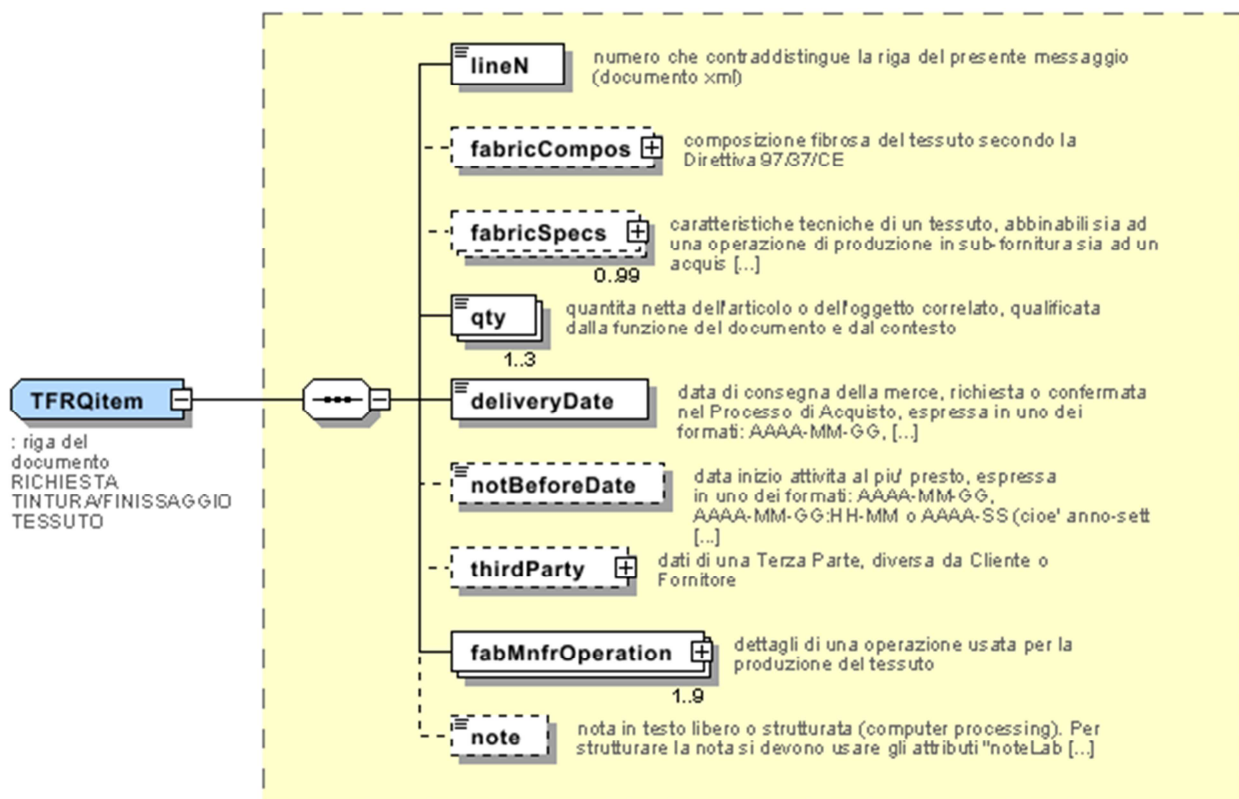 lineN
numero che contraddistingue la riga del presente messaggio
(documento xml)
fabricCompos
composizione fibrosa del tessuto secondo la
Direttiva 97/37/CE
fabricSpecs
0..99
caratteristiche tecniche di un tessuto, abbinabili sia ad
una operazione di produzione in sub-fornitura sia ad un
acquis [...]
qty
1..3
quantita netta dell'articolo o dell'oggetto correlato, qualificata
dalla funzione del documento e dal contesto
TFRQitem
: riga del
documento
RICHIESTA
TINTURA/FINISSAGGIO
TESSUTO
deliveryDate
data di consegna della merce, richiesta o confermata
nel Processo di Acquisto, espressa in uno dei
formati: AAAA-MM-GG, [...]
notBeforeDate
data inizio attivita al piu' presto, espressa
in uno dei formati: AAAA-MM-GG,
AAAA-MM-GG:HH-MM o AAAA-SS (cioe' anno-sett
[...]
thirdParty
dati di una Terza Parte, diversa da Cliente o
Fornitore
fabMnfrOperation
1..9
dettagli di una operazione usata per la
produzione del tessuto
note
nota in testo libero o strutturata (computer processing). Per
strutturare la nota si devono usare gli attributi "noteLab [...]